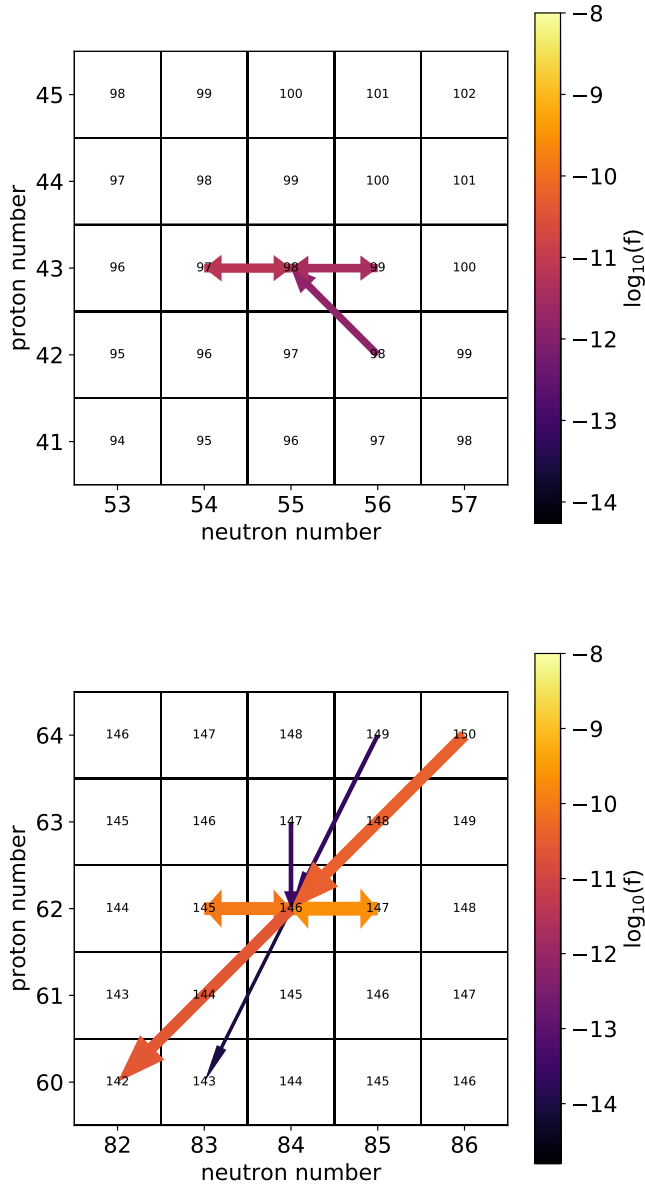 45 98 99 100 101 102
44 97 98 99 100 101
43 96 97 98 99 100
42 95 96 97 98 99
41 94 95 96 97 98
53 54 55 56 57
neutron number
proton number
−8
−9
−10
−11
−12
−13
−14
log₁₀(f)
64 146 147 148 149 150
63 145 146 147 148 149
62 144 145 146 147 148
61 143 144 145 146 147
60 142 143 144 145 146
82 83 84 85 86
neutron number
proton number
−8
−9
−10
−11
−12
−13
−14
log₁₀(f)